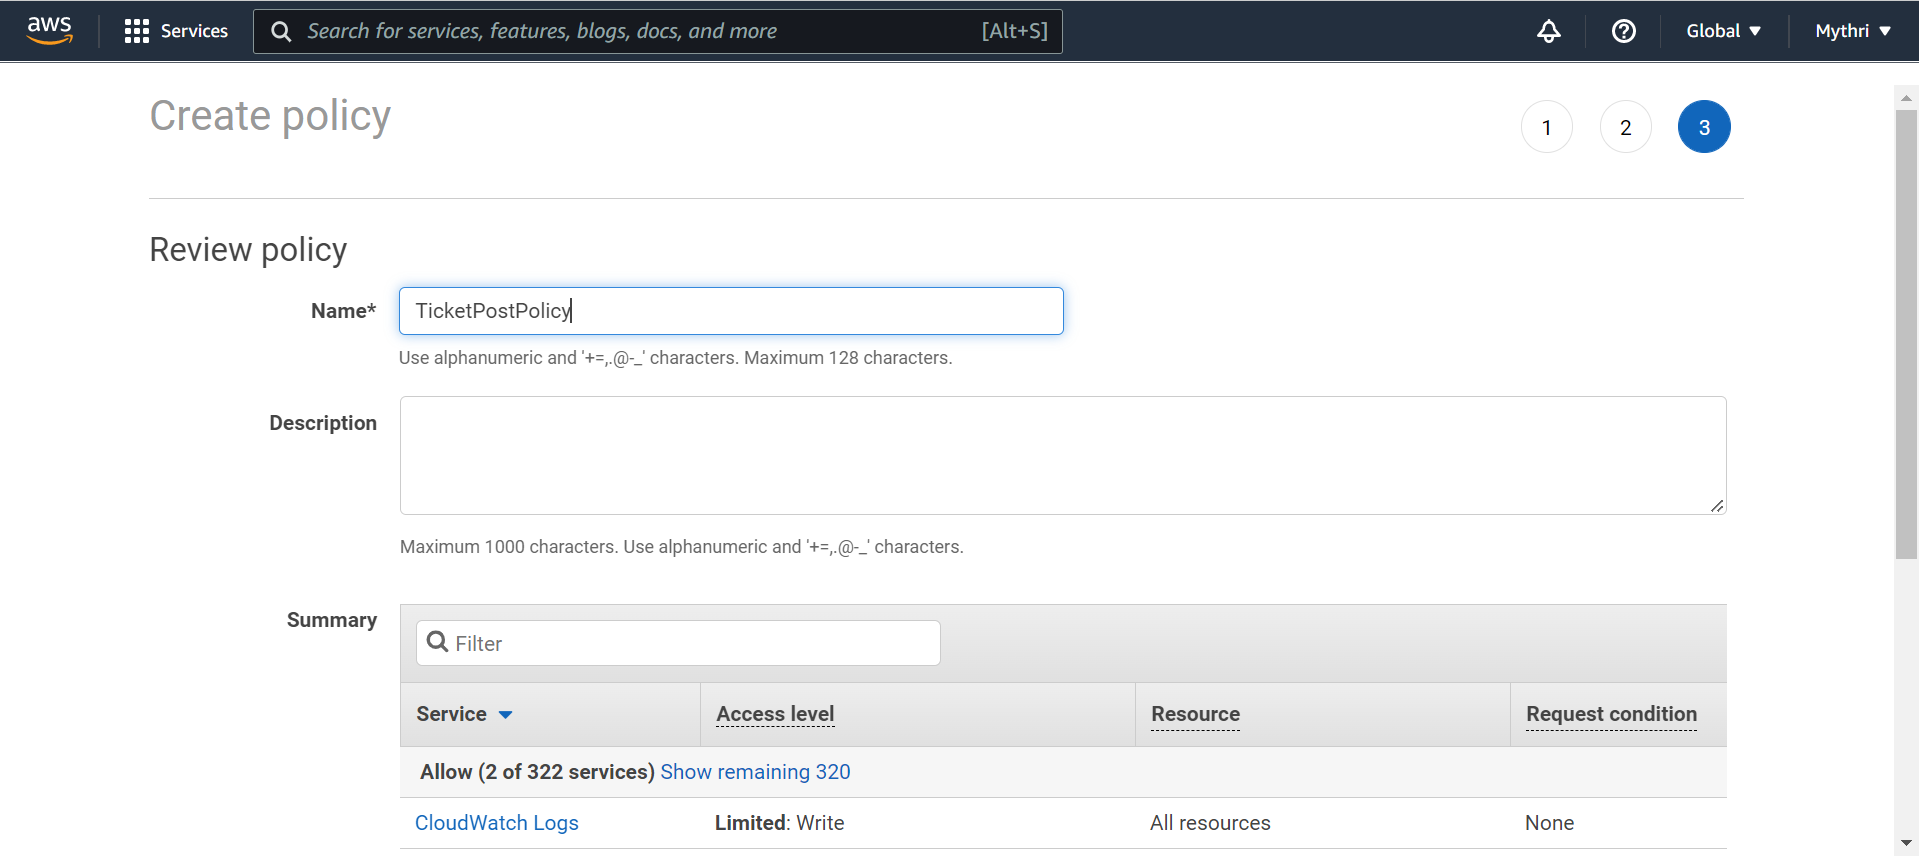 aws Services Search for services, features, blogs, docs, and more [Alt+S] Global Mythri
Create policy
1 2 3
Review policy
Name* TicketPostPolicy
Use alphanumeric and '+=,.@-_' characters. Maximum 128 characters.
Description
Maximum 1000 characters. Use alphanumeric and '+=,.@-_' characters.
Summary Filter
Service Access level Resource Request condition
Allow (2 of 322 services) Show remaining 320
CloudWatch Logs Limited: Write All resources None